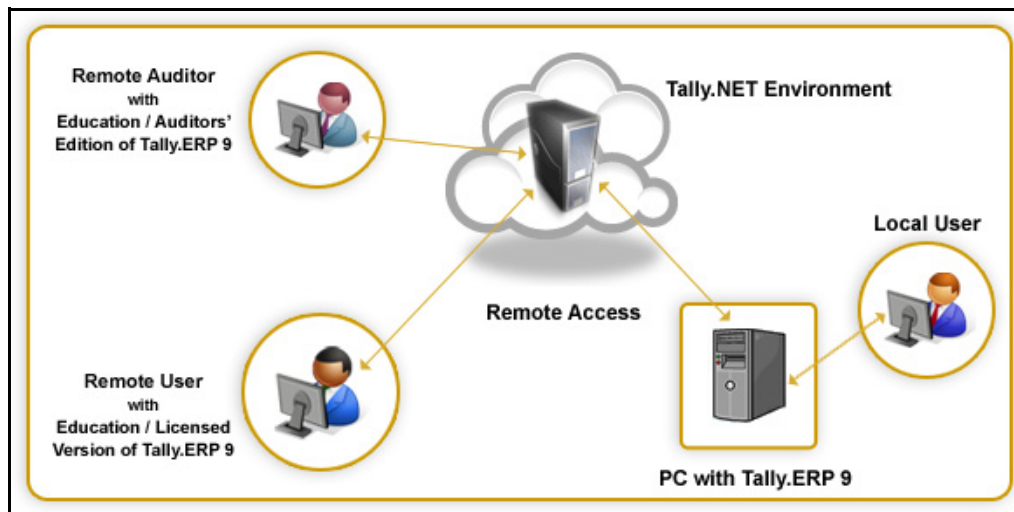 Remote Auditor
with
Education / Auditors'
Edition of Tally.ERP 9
Tally.NET Environment
Local User
Remote Access
Remote User
with
Education / Licensed
Version of Tally.ERP 9
PC with Tally.ERP 9